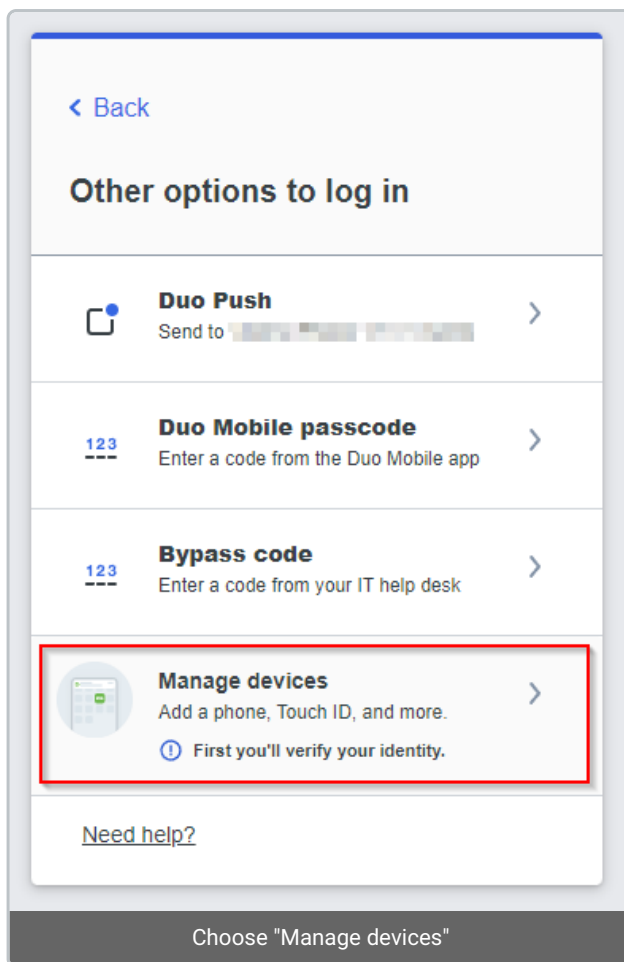 Back
Other options to log in
Duo Push
Send to
123
Duo Mobile passcode
Enter a code from the Duo Mobile app
123
Bypass code
Enter a code from your IT help desk
Manage devices
Add a phone, Touch ID, and more.
First you'll verify your identity.
Need help?
Choose "Manage devices"